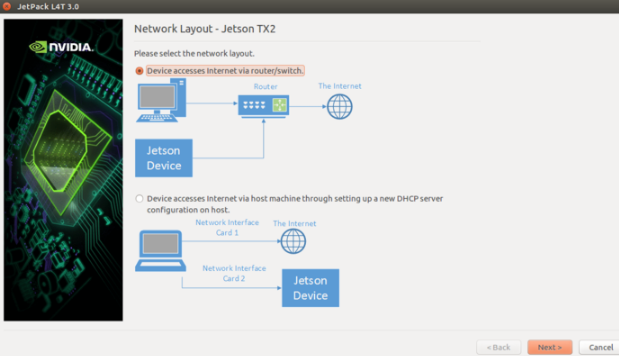 JetPack L4T 3.0
NVIDIA.
Network Layout - Jetson TX2
Please select the network layout.
Device accesses Internet via router/switch.
Router
The Internet
Jetson
Device
Device accesses Internet via host machine through setting up a new DHCP server
configuration on host.
Network Interface
Card 1
The Internet
Network Interface
Card 2
Jetson
Device
< Back
Next >
Cancel